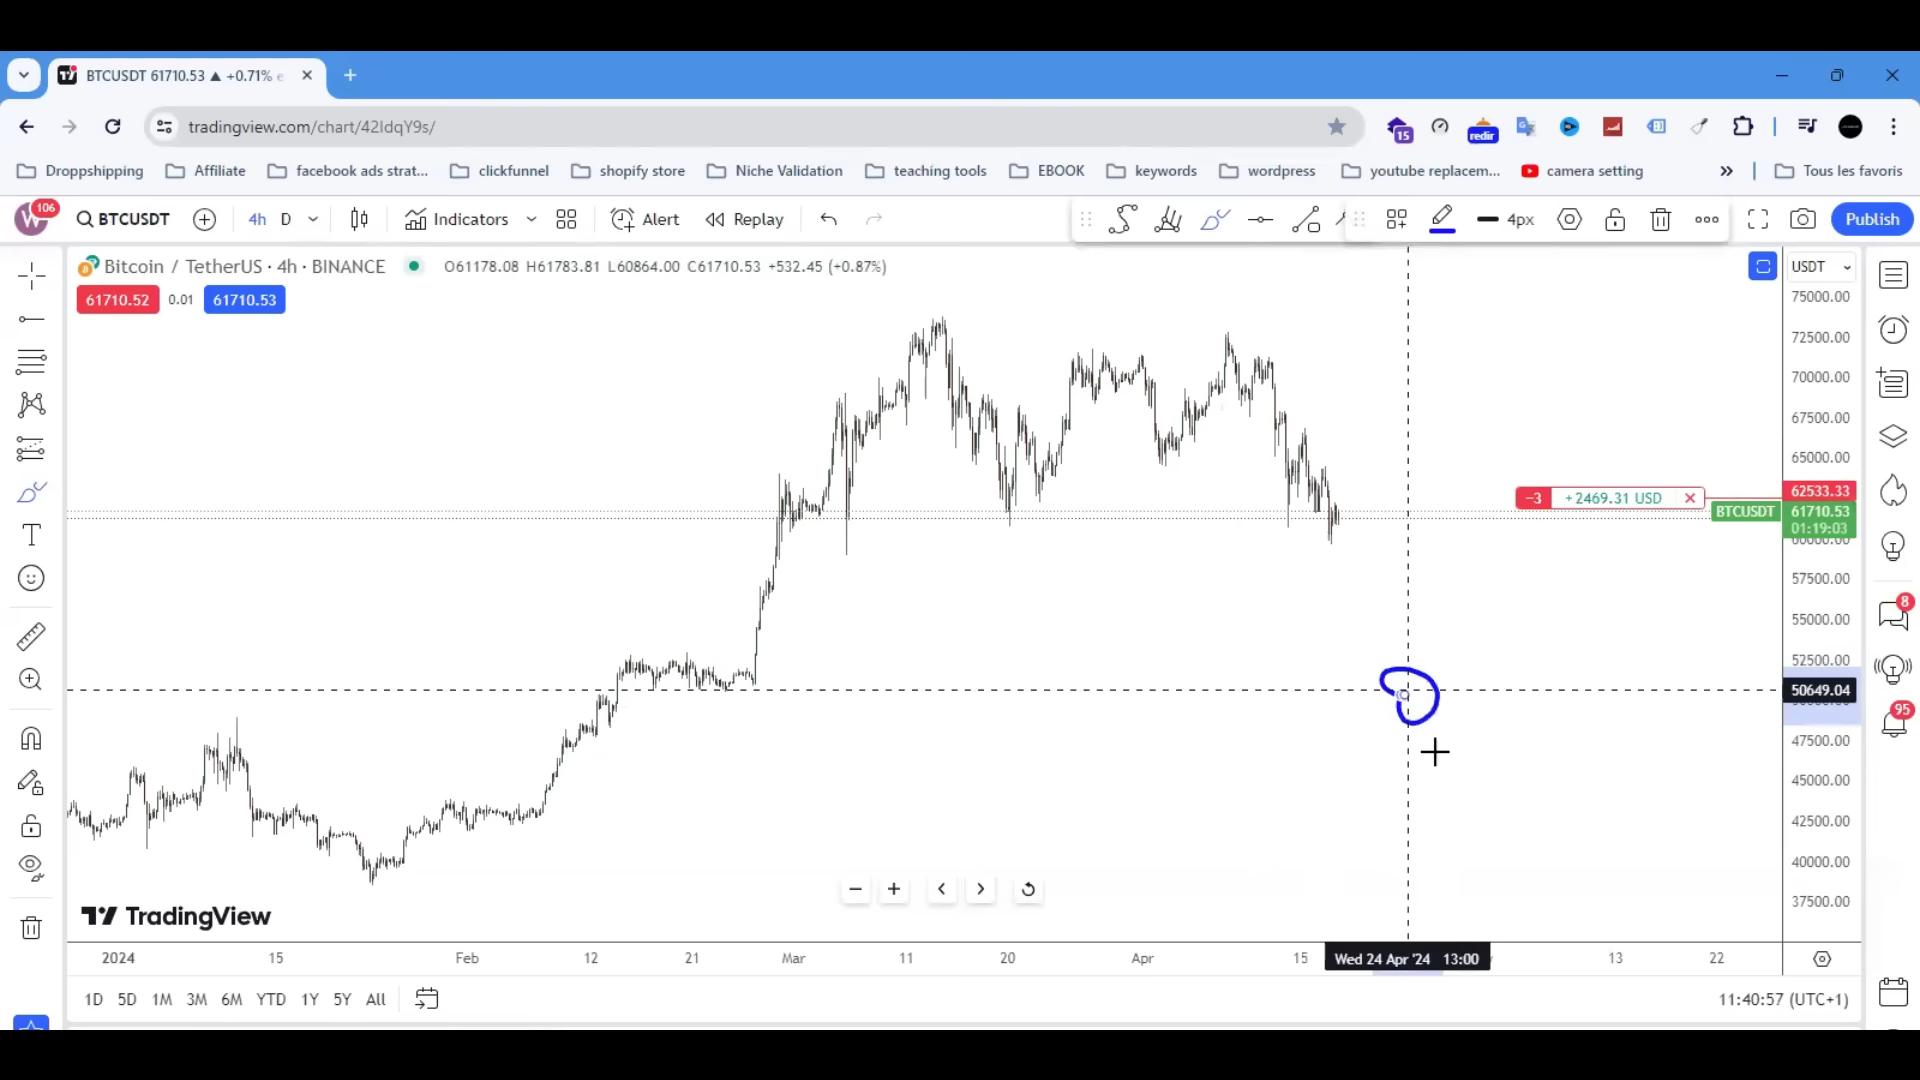 BTCUSDT 61710.53 ▲ +0.71%
tradingview.com/chart/42IdqY9s/
15
redir
Droppshipping Affiliate facebook ads strat... clickfunnel shopify store Niche Validation teaching tools EBOOK keywords wordpress youtube replacem... camera setting » Tous les favoris
W 106 BTCUSDT 4h D Indicators Alert Replay 4px Publish
Bitcoin / TetherUS · 4h · BINANCE O61178.08 H61783.81 L60864.00 C61710.53 +532.45 (+0.87%) USDT
61710.52 0.01 61710.53
75000.00
72500.00
70000.00
67500.00
65000.00
−3 +2469.31 USD 62533.33
BTCUSDT 61710.53
01:19:03
60000.00
57500.00
55000.00
8
52500.00
50649.04
95
47500.00
45000.00
42500.00
40000.00
37500.00
TradingView
2024 15 Feb 12 21 Mar 11 20 Apr 15 Wed 24 Apr '24 13:00 13 22
1D 5D 1M 3M 6M YTD 1Y 5Y All 11:40:57 (UTC+1)